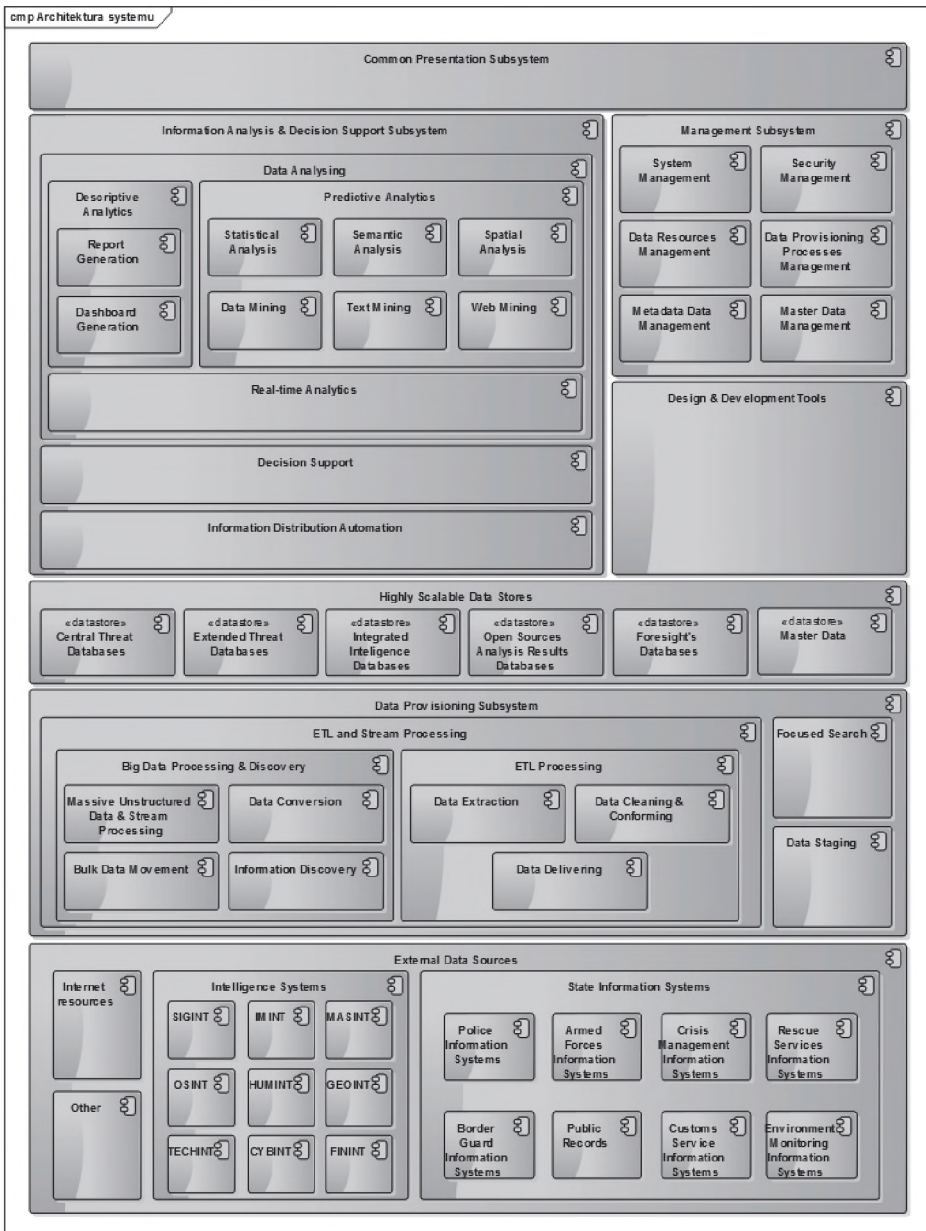 cmp Architektura systemu
Common Presentation Subsystem
Information Analysis & Decision Support Subsystem
Data Analysing
Descriptive
Analytics
Report
Generation
Dashboard
Generation
Predictive Analytics
Statistical
Analysis
Semantic
Analysis
Spatial
Analysis
Data Mining
Text Mining
Web Mining
Real-time Analytics
Decision Support
Information Distribution Automation
Management Subsystem
System
Management
Security
Management
Data Resources
Management
Data Provisioning
Processes
Management
Metadata Data
Management
Master Data
Management
Design & Development Tools
Highly Scalable Data Stores
«datastore»
Central Threat
Databases
«datastore»
Extended Threat
Databases
«datastore»
Integrated
Inteligence
Databases
«datastore»
Open Sources
Analysis Results
Databases
«datastore»
Foresight's
Databases
«datastore»
Master Data
Data Provisioning Subsystem
ETL and Stream Processing
Big Data Processing & Discovery
Massive Unstructured
Data & Stream
Processing
Data Conversion
Bulk Data Movement
Information Discovery
ETL Processing
Data Extraction
Data Cleaning &
Conforming
Data Delivering
Focused Search
Data Staging
External Data Sources
Internet
resources
Other
Intelligence Systems
SIGINT
IMINT
MASINT
OSINT
HUMINT
GEOINT
TECHINT
CYBINT
FININT
State Information Systems
Police
Information
Systems
Armed
Forces
Information
Systems
Crisis
Management
Information
Systems
Rescue
Services
Information
Systems
Border
Guard
Information
Systems
Public
Records
Customs
Service
Information
Systems
Environment
Monitoring
Information
Systems